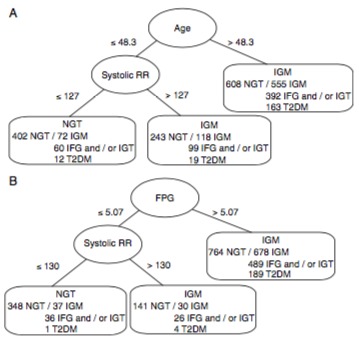 A
Age
≤ 48.3
> 48.3
Systolic RR
IGM
608 NGT / 555 IGM
392 IFG and / or IGT
163 T2DM
≤ 127
> 127
NGT
402 NGT / 72 IGM
60 IFG and / or IGT
12 T2DM
IGM
243 NGT / 118 IGM
99 IFG and / or IGT
19 T2DM
B
FPG
≤ 5.07
> 5.07
Systolic RR
IGM
764 NGT / 678 IGM
489 IFG and / or IGT
189 T2DM
≤ 130
> 130
NGT
348 NGT / 37 IGM
36 IFG and / or IGT
1 T2DM
IGM
141 NGT / 30 IGM
26 IFG and / or IGT
4 T2DM